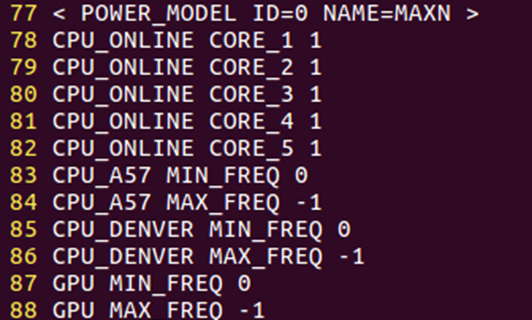 77 < POWER_MODEL ID=0 NAME=MAXN >
78 CPU_ONLINE CORE_1 1
79 CPU_ONLINE CORE_2 1
80 CPU_ONLINE CORE_3 1
81 CPU_ONLINE CORE_4 1
82 CPU_ONLINE CORE_5 1
83 CPU_A57 MIN_FREQ 0
84 CPU_A57 MAX_FREQ -1
85 CPU_DENVER MIN_FREQ 0
86 CPU_DENVER MAX_FREQ -1
87 GPU MIN_FREQ 0
88 GPU MAX_FREQ -1